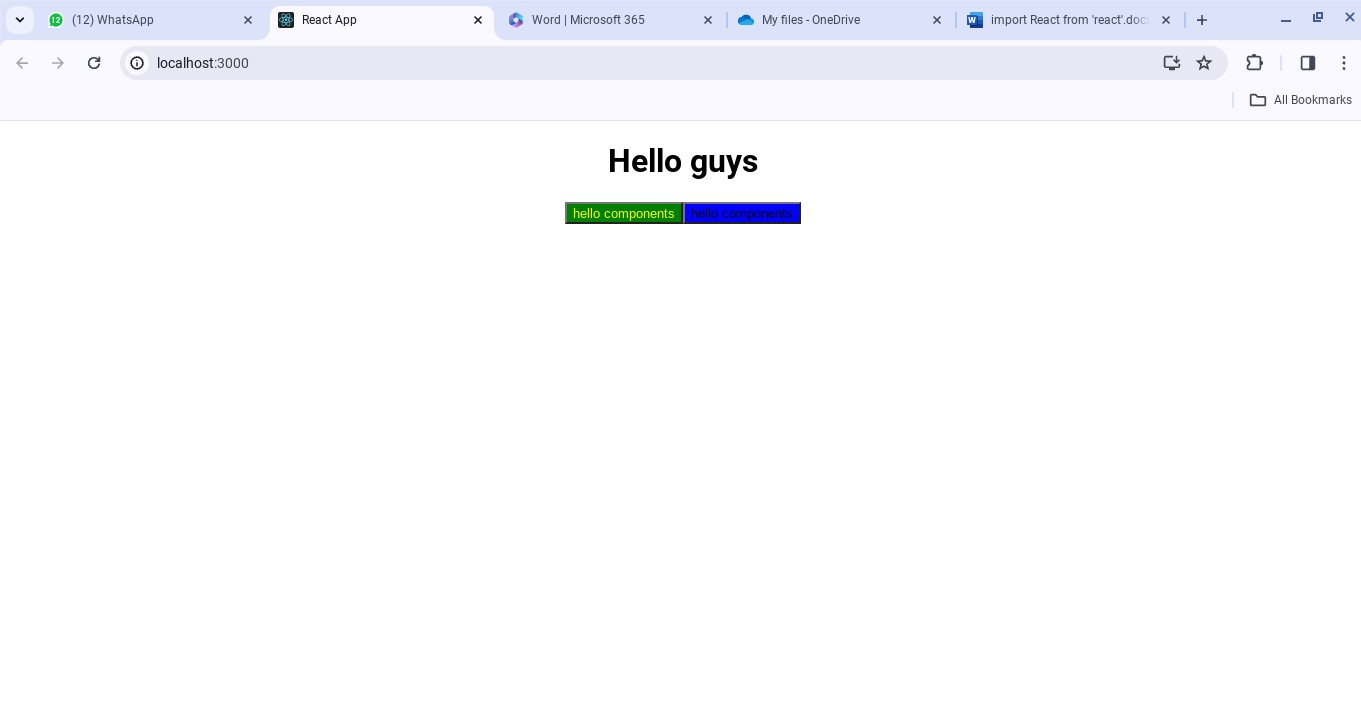 12 (12) WhatsApp React App Word | Microsoft 365 My files - OneDrive import React from 'react'.doc
localhost:3000
All Bookmarks
Hello guys
hello components hello components